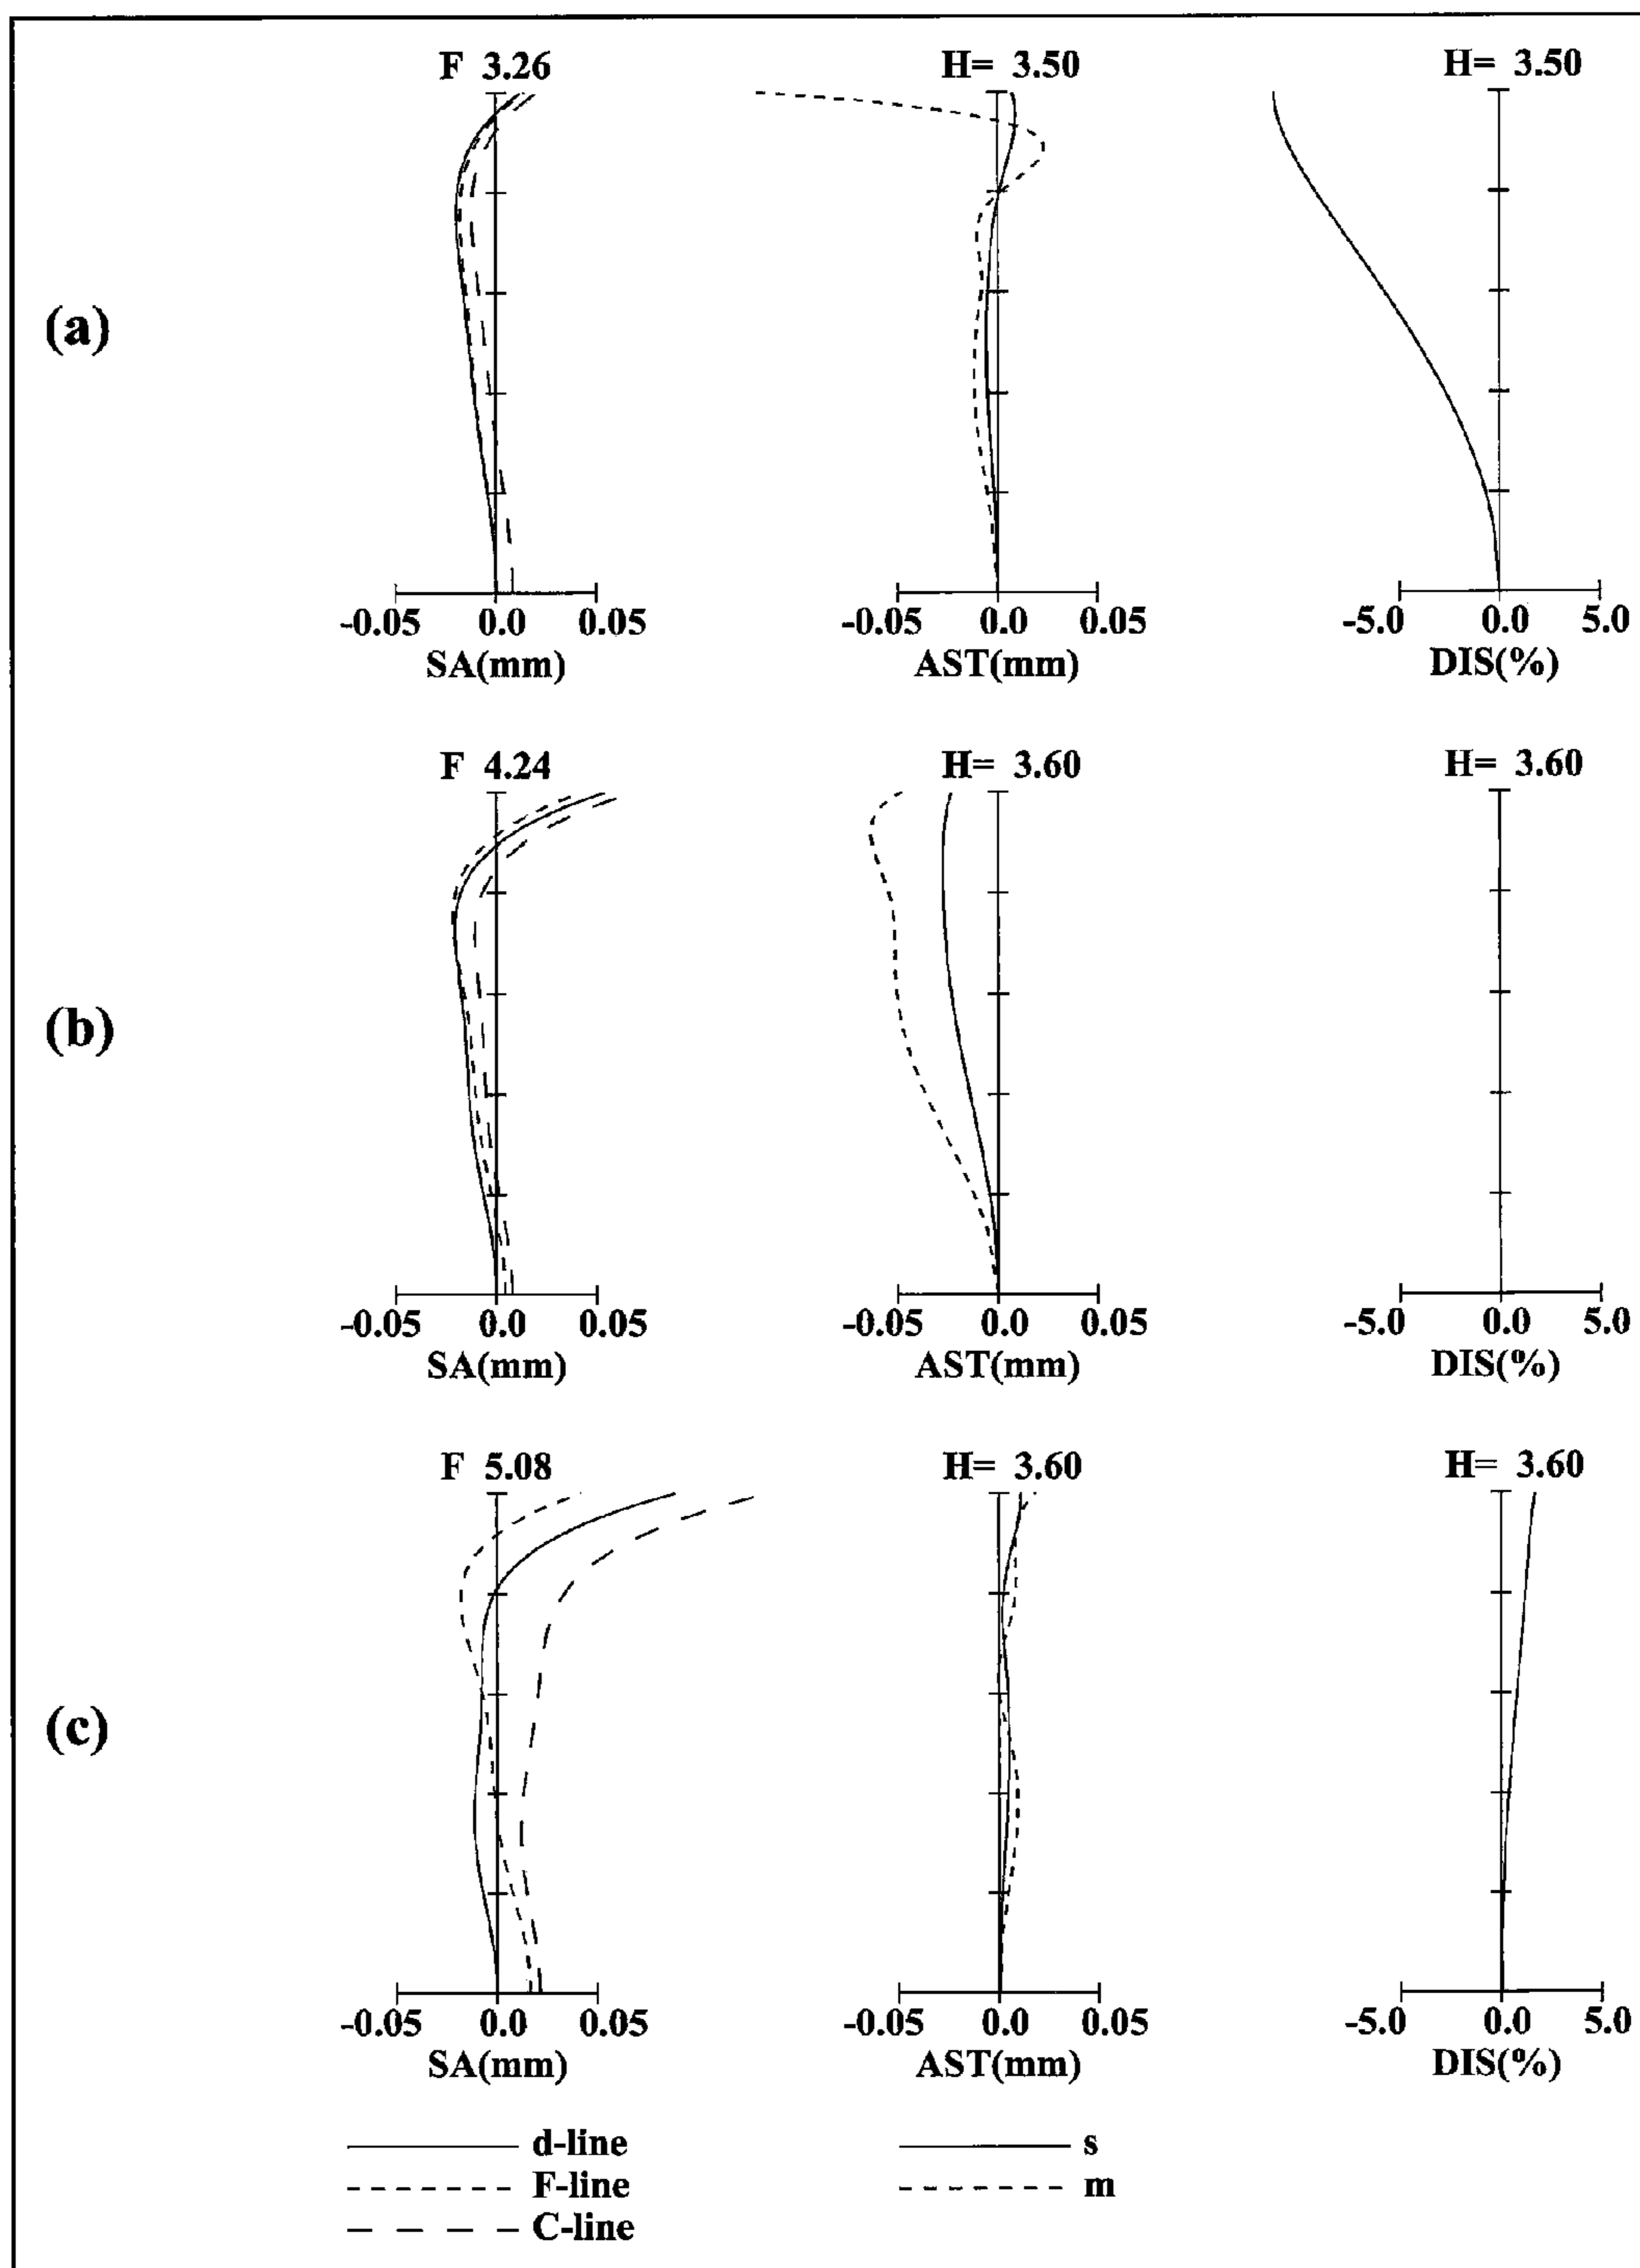 (a)
F 3.26
H= 3.50
H= 3.50
-0.05 0.0 0.05
-0.05 0.0 0.05
-5.0 0.0 5.0
SA(mm)
AST(mm)
DIS(%)
(b)
F 4.24
H= 3.60
H= 3.60
-0.05 0.0 0.05
-0.05 0.0 0.05
-5.0 0.0 5.0
SA(mm)
AST(mm)
DIS(%)
(c)
F 5.08
H= 3.60
H= 3.60
-0.05 0.0 0.05
-0.05 0.0 0.05
-5.0 0.0 5.0
SA(mm)
AST(mm)
DIS(%)
d-line
F-line
C-line
s
m